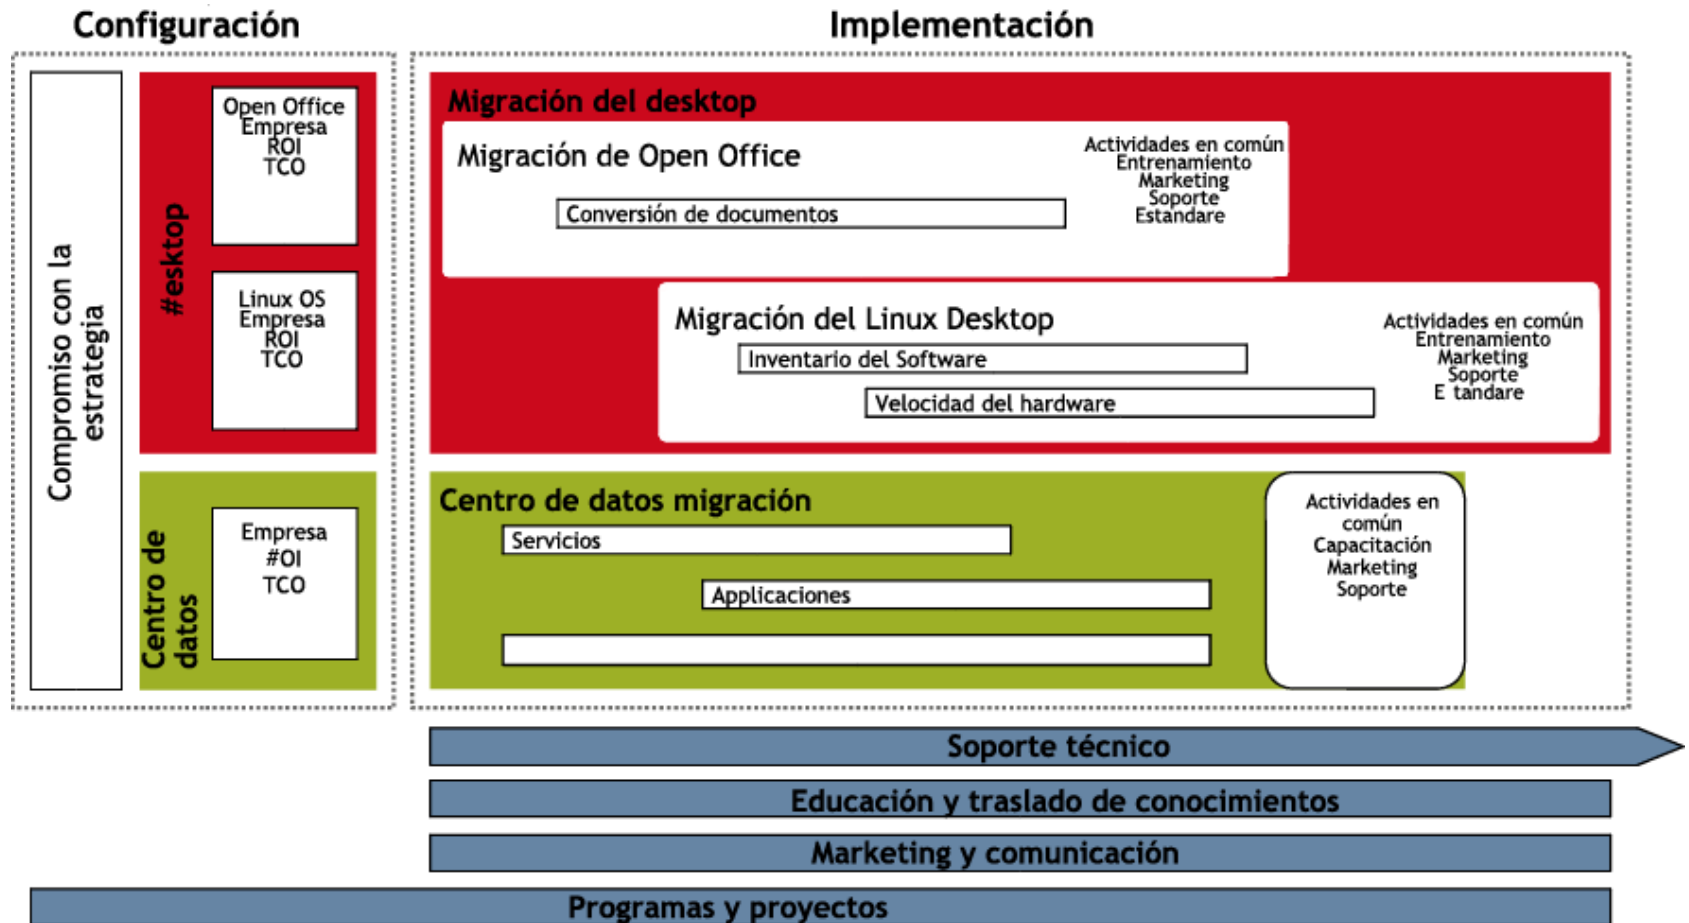 Configuración
Implementación
Compromiso con la
estrategia
#esktop
Open Office
Empresa
ROI
TCO
Linux OS
Empresa
ROI
TCO
Centro de
datos
Empresa
#OI
TCO
Migración del desktop
Migración de Open Office
Conversión de documentos
Actividades en común
Entrenamiento
Marketing
Soporte
Estandare
Migración del Linux Desktop
Inventario del Software
Velocidad del hardware
Actividades en común
Entrenamiento
Marketing
Soporte
E tandare
Centro de datos migración
Servicios
Applicaciones
Actividades en
común
Capacitación
Marketing
Soporte
Soporte técnico
Educación y traslado de conocimientos
Marketing y comunicación
Programas y proyectos